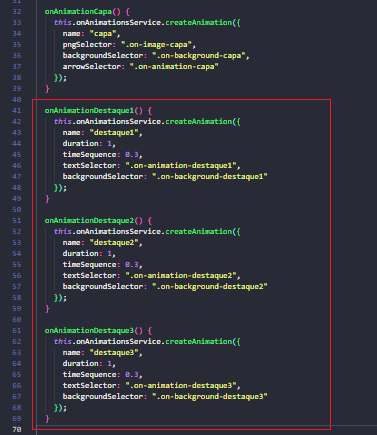 31
32 onAnimationCapa() {
33 this.onAnimationsService.createAnimation({
34 name: "capa",
35 pngSelector: ".on-image-capa",
36 backgroundSelector: ".on-background-capa",
37 arrowSelector: ".on-animation-capa"
38 });
39 }
40
41 onAnimationDestaque1() {
42 this.onAnimationsService.createAnimation({
43 name: "destaque1",
44 duration: 1,
45 timeSequence: 0.3,
46 textSelector: ".on-animation-destaque1",
47 backgroundSelector: ".on-background-destaque1"
48 });
49 }
50
51 onAnimationDestaque2() {
52 this.onAnimationsService.createAnimation({
53 name: "destaque2",
54 duration: 1,
55 timeSequence: 0.3,
56 textSelector: ".on-animation-destaque2",
57 backgroundSelector: ".on-background-destaque2"
58 });
59 }
60
61 onAnimationDestaque3() {
62 this.onAnimationsService.createAnimation({
63 name: "destaque3",
64 duration: 1,
65 timeSequence: 0.3,
66 textSelector: ".on-animation-destaque3",
67 backgroundSelector: ".on-background-destaque3"
68 });
69 }
70